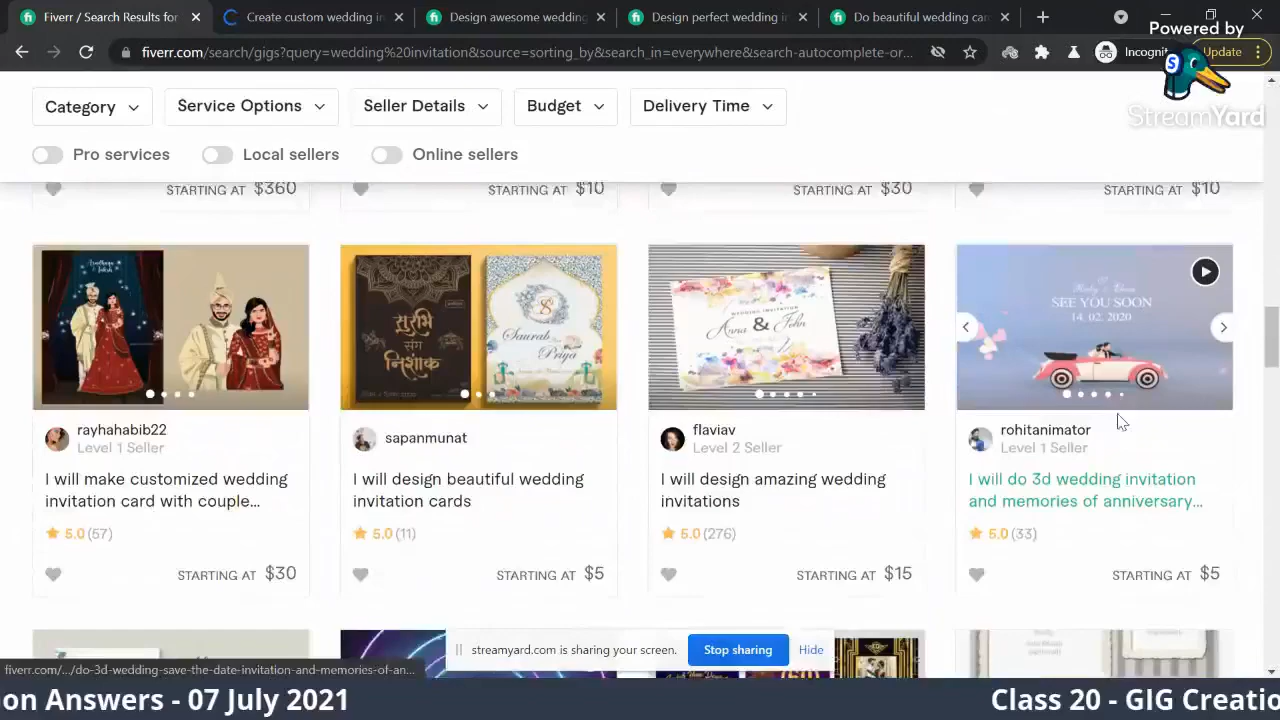 Fiverr / Search Results for
Create custom wedding in
Design awesome wedding
Design perfect wedding in
Do beautiful wedding can
Powered by
fiverr.com/search/gigs?query=wedding%20invitation&source=sorting_by&search_in=everywhere&search-autocomplete-or...
Incognit
Update
StreamYard
Category
Service Options
Seller Details
Budget
Delivery Time
Pro services
Local sellers
Online sellers
STARTING AT $360
STARTING AT $10
STARTING AT $30
STARTING AT $10
Saurab
Priya
WEDDING INVITATION
Anna & John
SEE YOU SOON
14. 02. 2020
rayhahabib22
Level 1 Seller
sapanmunat
flaviav
Level 2 Seller
rohitanimator
Level 1 Seller
I will make customized wedding
invitation card with couple...
I will design beautiful wedding
invitation cards
I will design amazing wedding
invitations
I will do 3d wedding invitation
and memories of anniversary...
5.0 (57)
5.0 (11)
5.0 (276)
5.0 (33)
STARTING AT $30
STARTING AT $5
STARTING AT $15
STARTING AT $5
streamyard.com is sharing your screen.
Stop sharing
Hide
fiverr.com/.../do-3d-wedding-save-the-date-invitation-and-memories-of-an...
on Answers - 07 July 2021
Class 20 - GIG Creatio